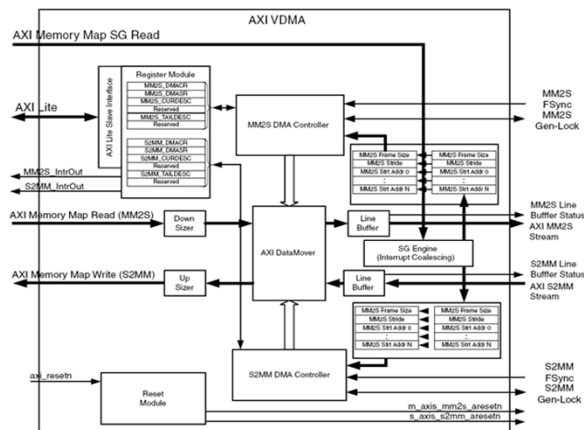 AXI VDMA
AXI Memory Map SG Read
AXI Lite
AXI Lite Slave Interface
Register Module
MM2S_DMACR
MM2S_DMASR
MM2S_CURDESC
Reserved
MM2S_TAILDESC
Reserved
S2MM_DMACR
S2MM_DMASR
S2MM_CURDESC
Reserved
S2MM_TAILDESC
Reserved
MM2S_IntrOut
S2MM_IntrOut
MM2S DMA Controller
MM2S
FSync
MM2S
Gen-Lock
MM2S Frame Size
MM2S Stride
MM2S Strt Addr 0
:
MM2S Strt Addr N
MM2S Frame Size
MM2S Stride
MM2S Strt Addr 0
:
MM2S Strt Addr N
AXI Memory Map Read (MM2S)
Down
Sizer
AXI DataMover
Line
Buffer
MM2S Line
Bufffer Status
AXI MM2S
Stream
SG Engine
(Interrupt Coalescing)
AXI Memory Map Write (S2MM)
Up
Sizer
Line
Buffer
S2MM Line
Bufffer Status
AXI S2MM
Stream
MM2S Frame Size
MM2S Stride
MM2S Strt Addr 0
:
MM2S Strt Addr N
MM2S Frame Size
MM2S Stride
MM2S Strt Addr 0
:
MM2S Strt Addr N
S2MM DMA Controller
S2MM
FSync
S2MM
Gen-Lock
axi_resetn
Reset
Module
m_axis_mm2s_aresetn
s_axis_s2mm_aresetn